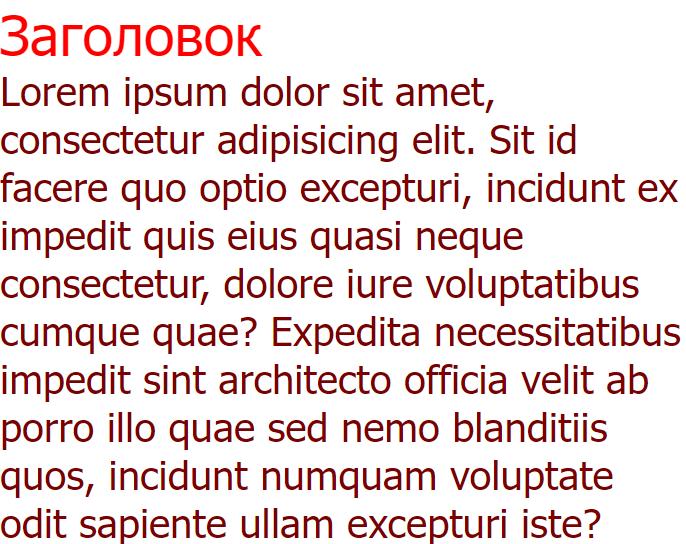 Заголовок
Lorem ipsum dolor sit amet,
consectetur adipisicing elit. Sit id
facere quo optio excepturi, incidunt ex
impedit quis eius quasi neque
consectetur, dolore iure voluptatibus
cumque quae? Expedita necessitatibus
impedit sint architecto officia velit ab
porro illo quae sed nemo blanditiis
quos, incidunt numquam voluptate
odit sapiente ullam excepturi iste?